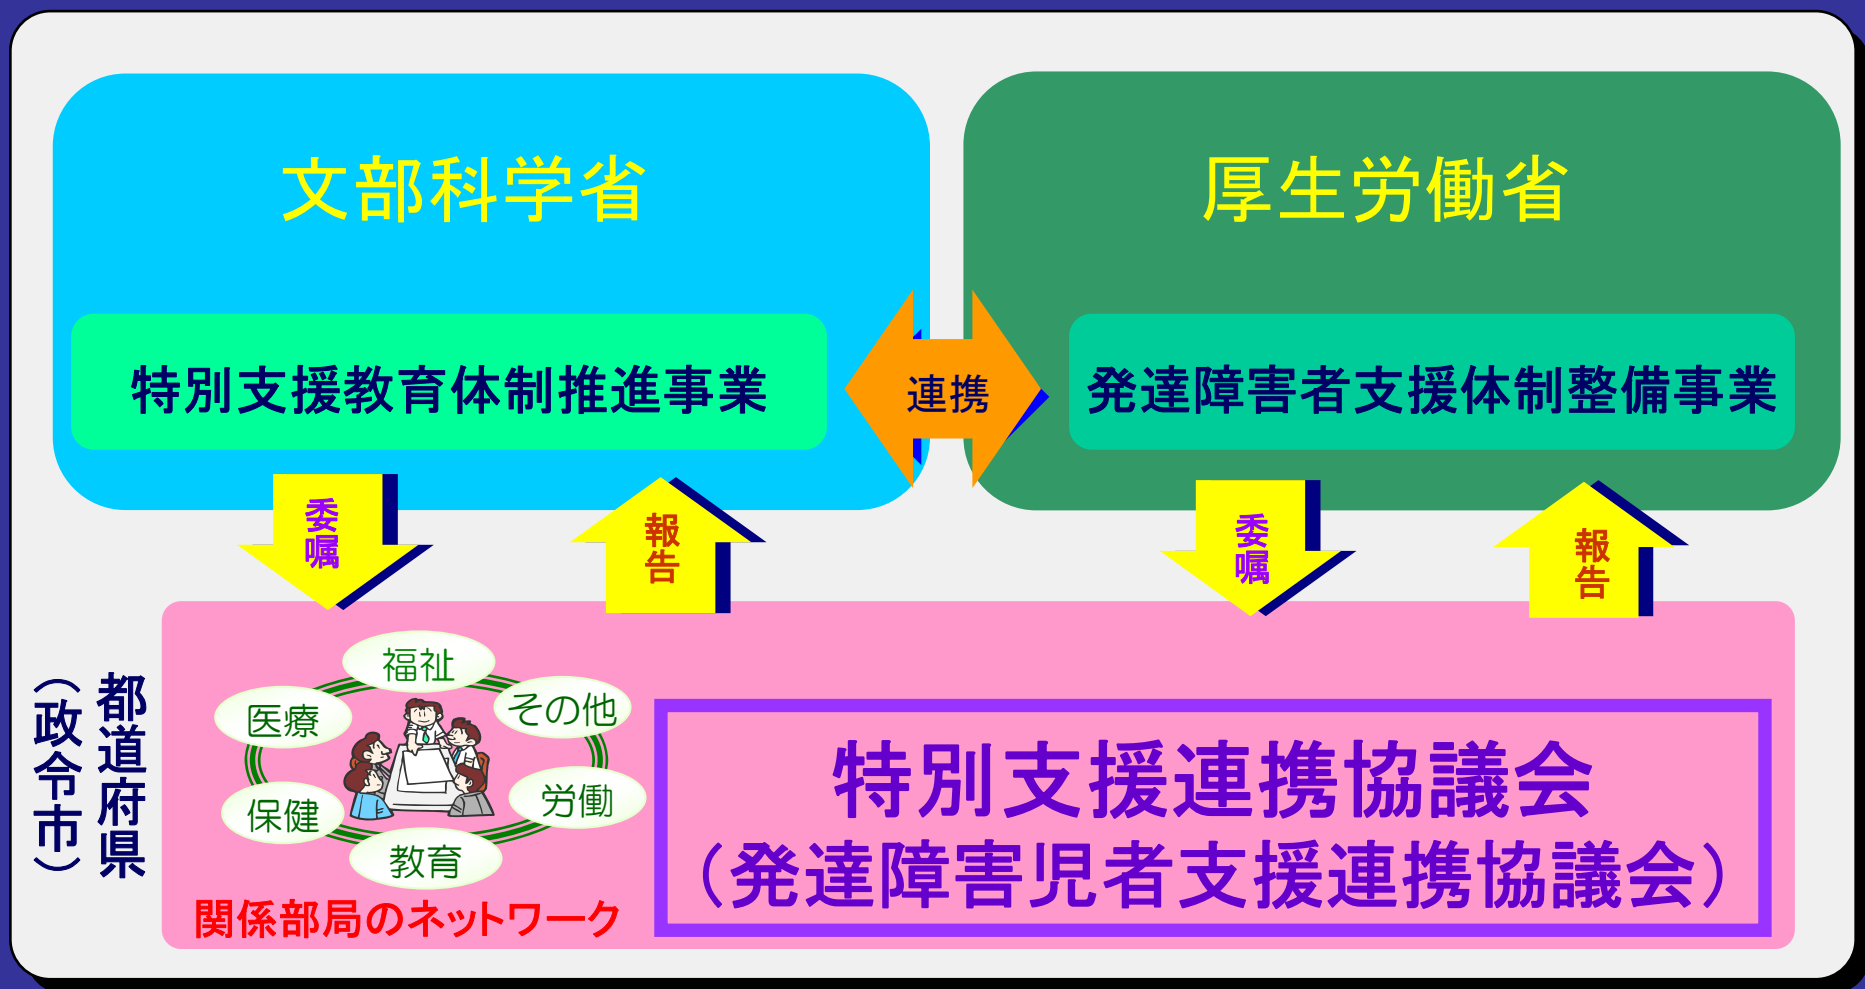 文部科学省
厚生労働省
特別支援教育体制推進事業
連携
発達障害者支援体制整備事業
委嘱
報告
委嘱
報告
都道府県
（政令市）
福祉
その他
医療
労働
保健
教育
関係部局のネットワーク
特別支援連携協議会
（発達障害児者支援連携協議会）